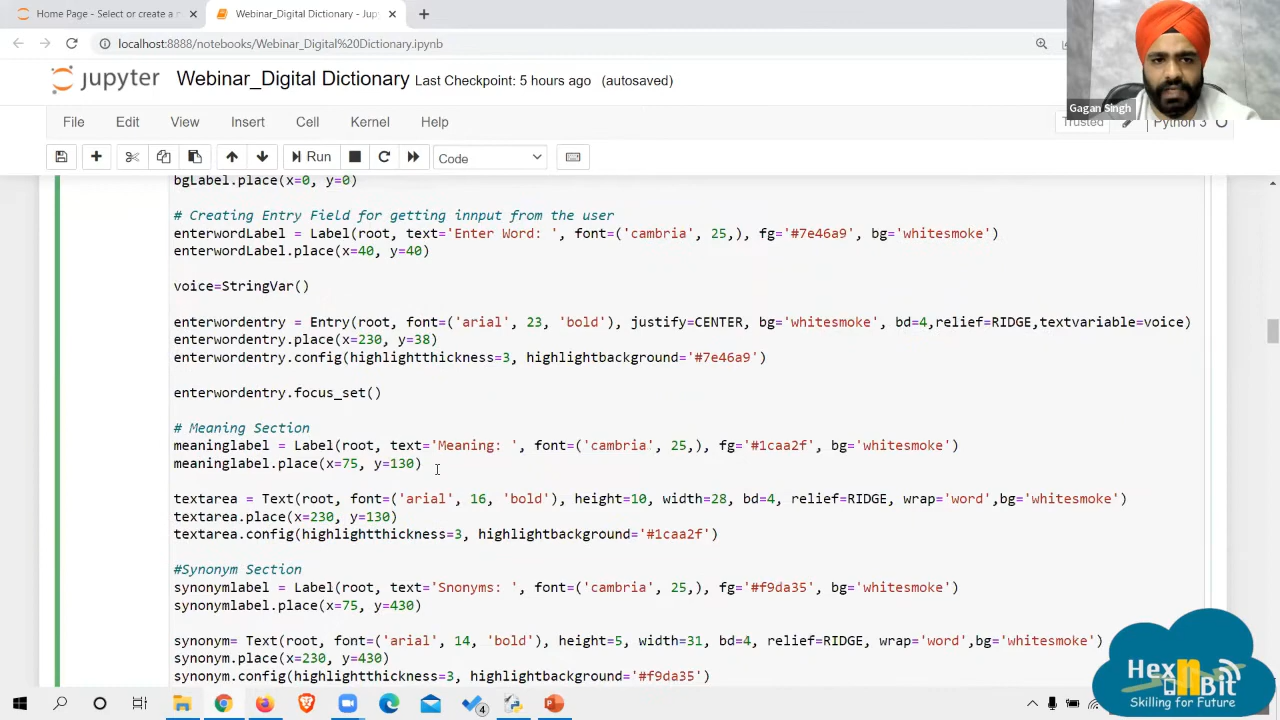 Home Page - Select or create a n
Webinar_Digital Dictionary - Jup
localhost:8888/notebooks/Webinar_Digital%20Dictionary.ipynb
Gagan Singh
jupyter Webinar_Digital Dictionary Last Checkpoint: 5 hours ago (autosaved)
File Edit View Insert Cell Kernel Help Trusted Python 3
Run Code
bgLabel.place(x=0, y=0)
# Creating Entry Field for getting innput from the user
enterwordLabel = Label(root, text='Enter Word: ', font=('cambria', 25,), fg='#7e46a9', bg='whitesmoke')
enterwordLabel.place(x=40, y=40)
voice=StringVar()
enterwordentry = Entry(root, font=('arial', 23, 'bold'), justify=CENTER, bg='whitesmoke', bd=4,relief=RIDGE,textvariable=voice)
enterwordentry.place(x=230, y=38)
enterwordentry.config(highlightthickness=3, highlightbackground='#7e46a9')
enterwordentry.focus_set()
# Meaning Section
meaninglabel = Label(root, text='Meaning: ', font=('cambria', 25,), fg='#1caa2f', bg='whitesmoke')
meaninglabel.place(x=75, y=130)
textarea = Text(root, font=('arial', 16, 'bold'), height=10, width=28, bd=4, relief=RIDGE, wrap='word',bg='whitesmoke')
textarea.place(x=230, y=130)
textarea.config(highlightthickness=3, highlightbackground='#1caa2f')
#Synonym Section
synonymlabel = Label(root, text='Snonyms: ', font=('cambria', 25,), fg='#f9da35', bg='whitesmoke')
synonymlabel.place(x=75, y=430)
synonym= Text(root, font=('arial', 14, 'bold'), height=5, width=31, bd=4, relief=RIDGE, wrap='word',bg='whitesmoke')
synonym.place(x=230, y=430)
synonym.config(highlightthickness=3, highlightbackground='#f9da35')
HexnBit
Skilling for Future
4